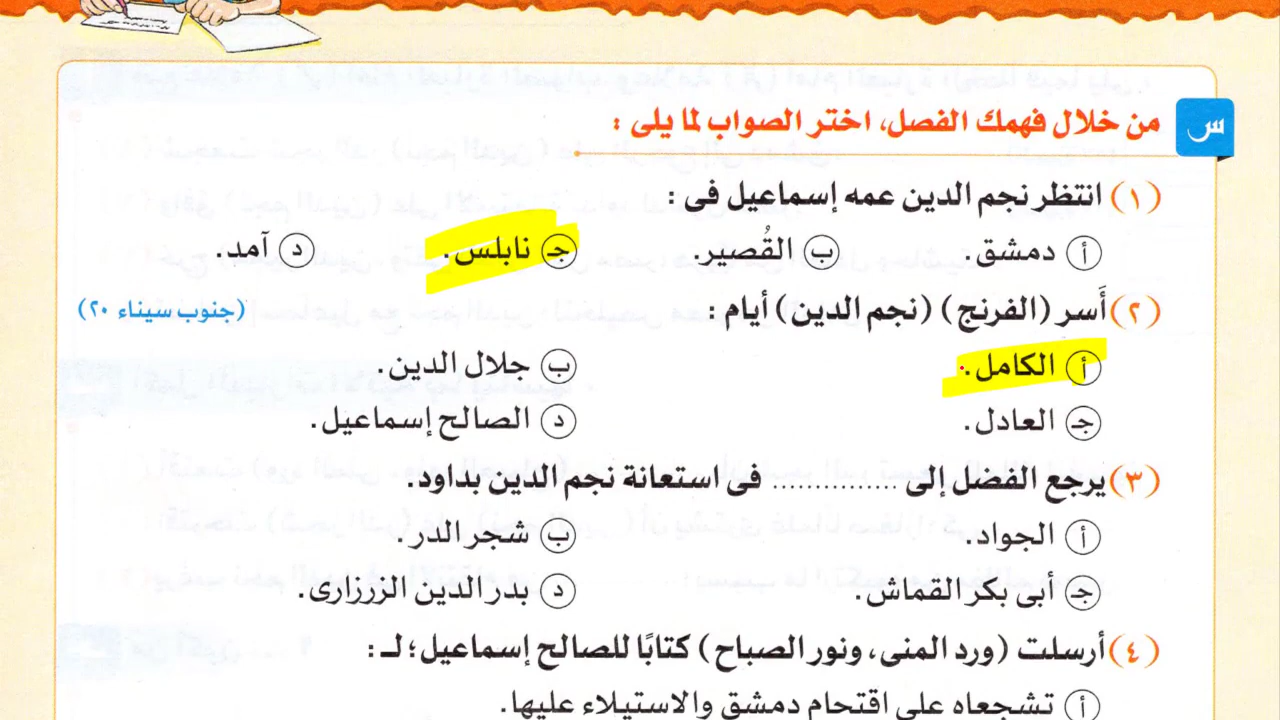 س
من خلال فهمك الفصل، اختر الصواب لما يلى :
(١) انتظر نجم الدين عمه إسماعيل فى :
أ دمشق. ب القُصير. جـ نابلس. د آمد.
(٢) أَسر (الفرنج) (نجم الدين) أيام : (جنوب سيناء ٢٠)
أ الكامل. ب جلال الدين.
جـ العادل. د الصالح إسماعيل.
(٣) يرجع الفضل إلى ............... فى استعانة نجم الدين بداود.
أ الجواد. ب شجر الدر.
جـ أبى بكر القماش. د بدر الدين الزرزارى.
(٤) أرسلت (ورد المنى، ونور الصباح) كتابًا للصالح إسماعيل؛ لـ :
أ تشجعاه على اقتحام دمشق والاستيلاء عليها.